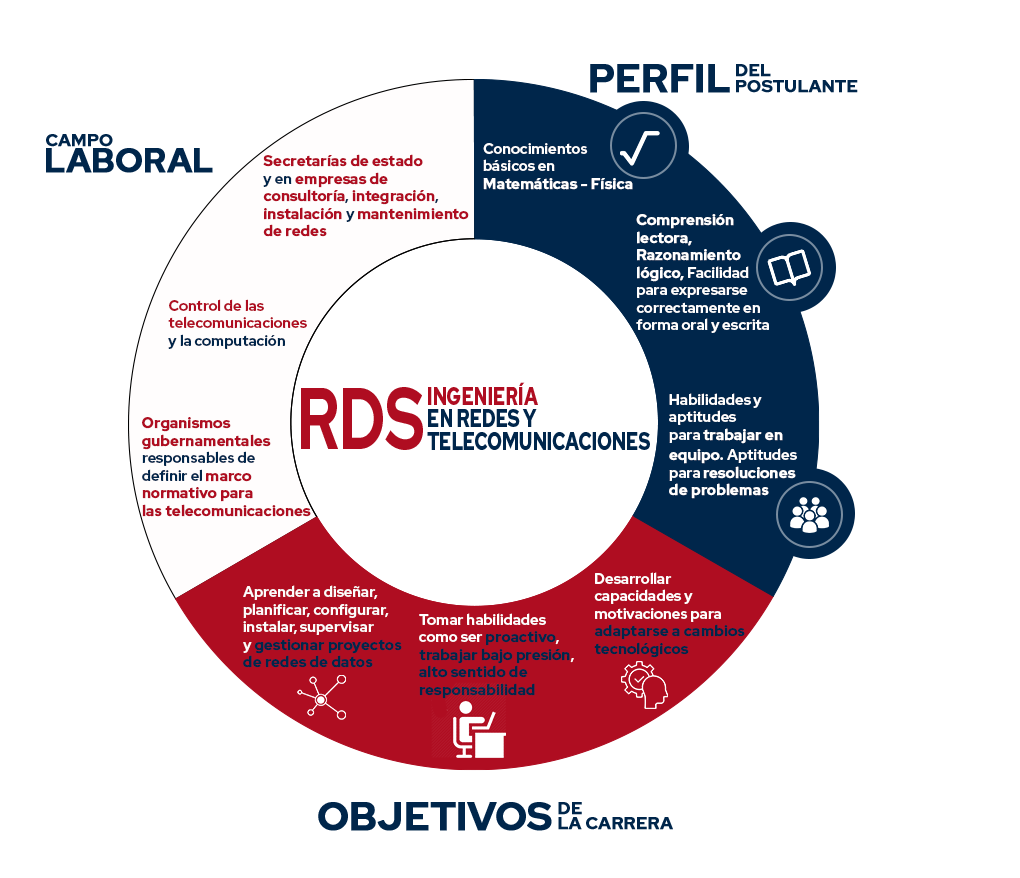 PERFIL DEL
POSTULANTE
Conocimientos
básicos en
Matemáticas - Física
Comprensión
lectora,
Razonamiento
lógico, Facilidad
para expresarse
correctamente en
forma oral y escrita
Habilidades y
aptitudes
para trabajar en
equipo. Aptitudes
para resoluciones
de problemas
CAMPO
LABORAL
Secretarías de estado
y en empresas de
consultoría, integración,
instalación y mantenimiento
de redes
Control de las
telecomunicaciones
y la computación
Organismos
gubernamentales
responsables de
definir el marco
normativo para
las telecomunicaciones
RDS INGENIERÍA
EN REDES Y
TELECOMUNICACIONES
Aprender a diseñar,
planificar, configurar,
instalar, supervisar
y gestionar proyectos
de redes de datos
Tomar habilidades
como ser proactivo,
trabajar bajo presión,
alto sentido de
responsabilidad
Desarrollar
capacidades y
motivaciones para
adaptarse a cambios
tecnológicos
OBJETIVOS DE
LA CARRERA